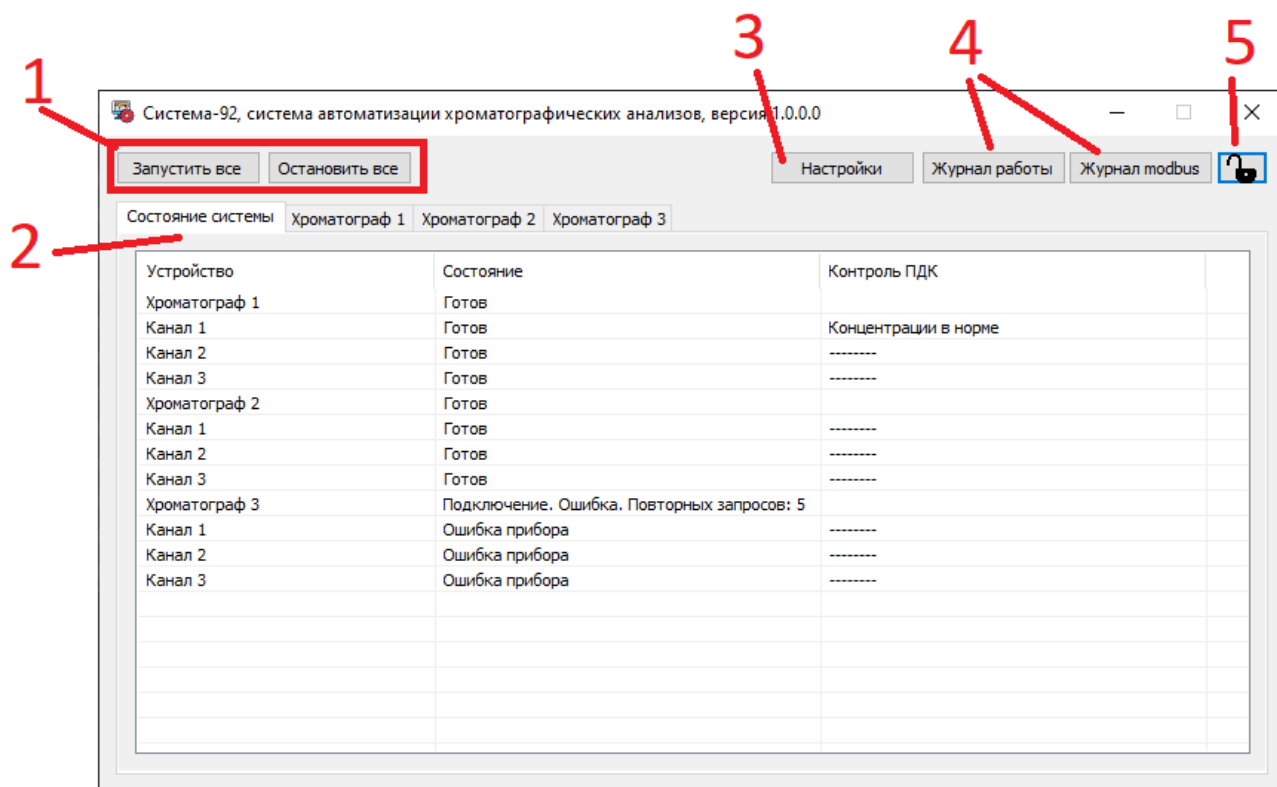 3 4 5
1
Система-92, система автоматизации хроматографических анализов, версия 1.0.0.0
Запустить все Остановить все Настройки Журнал работы Журнал modbus
Состояние системы Хроматограф 1 Хроматограф 2 Хроматограф 3
2
Устройство Состояние Контроль ПДК
Хроматограф 1 Готов
Канал 1 Готов Концентрации в норме
Канал 2 Готов --------
Канал 3 Готов --------
Хроматограф 2 Готов
Канал 1 Готов --------
Канал 2 Готов --------
Канал 3 Готов --------
Хроматограф 3 Подключение. Ошибка. Повторных запросов: 5
Канал 1 Ошибка прибора --------
Канал 2 Ошибка прибора --------
Канал 3 Ошибка прибора --------